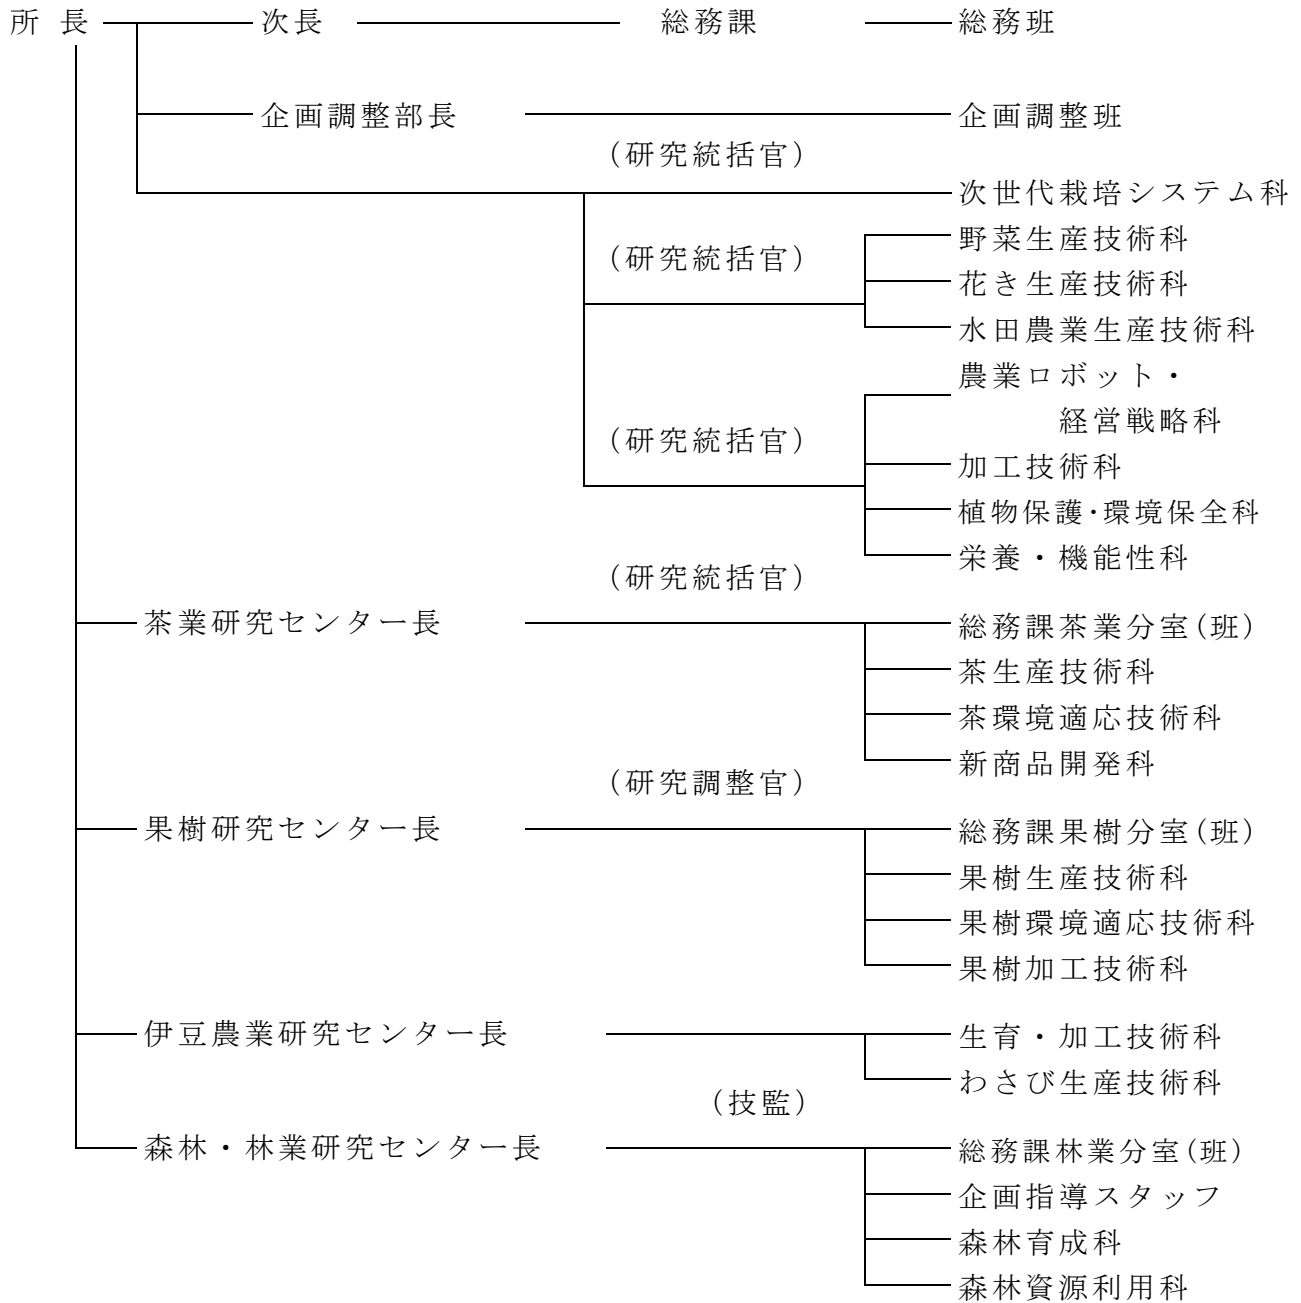 所長 次長 総務課 総務班
企画調整部長 企画調整班
(研究統括官)
次世代栽培システム科
野菜生産技術科
(研究統括官)
花き生産技術科
水田農業生産技術科
農業ロボット・
経営戦略科
(研究統括官)
加工技術科
植物保護・環境保全科
栄養・機能性科
(研究統括官)
茶業研究センター長 総務課茶業分室(班)
茶生産技術科
茶環境適応技術科
新商品開発科
(研究調整官)
果樹研究センター長 総務課果樹分室(班)
果樹生産技術科
果樹環境適応技術科
果樹加工技術科
伊豆農業研究センター長 生育・加工技術科
わさび生産技術科
(技監)
森林・林業研究センター長 総務課林業分室(班)
企画指導スタッフ
森林育成科
森林資源利用科